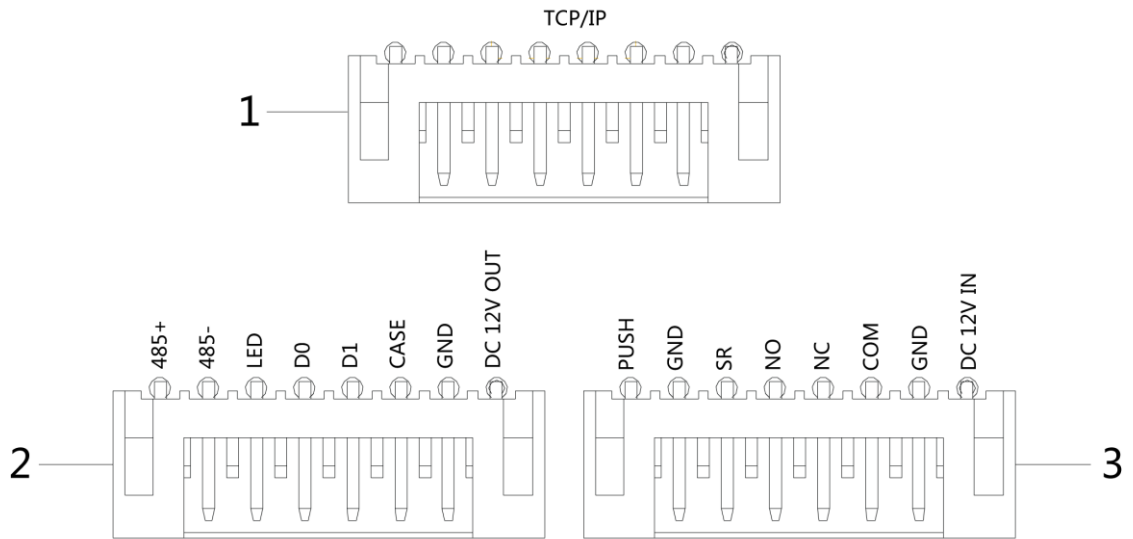 TCP/IP
1
485+
485-
LED
D0
D1
CASE
GND
DC 12V OUT
PUSH
GND
SR
NO
NC
COM
GND
DC 12V IN
2
3